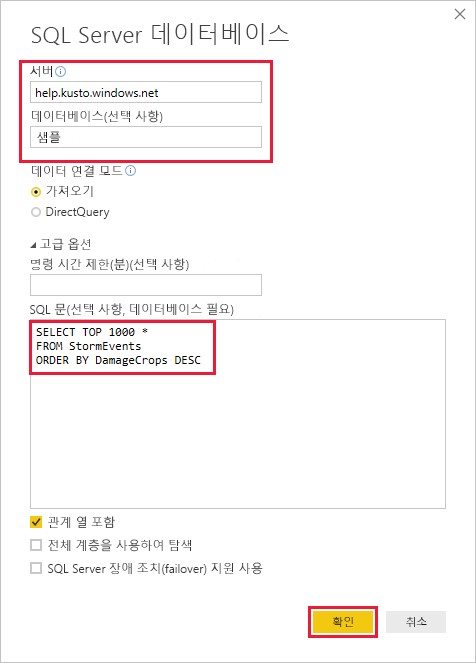 SQL Server 데이터베이스
서버
help.kusto.windows.net
데이터베이스(선택 사항)
샘플
데이터 연결 모드
가져오기
DirectQuery
고급 옵션
명령 시간 제한(분)(선택 사항)
SQL 문(선택 사항, 데이터베이스 필요)
SELECT TOP 1000 *
FROM StormEvents
ORDER BY DamageCrops DESC
관계 열 포함
전체 계층을 사용하여 탐색
SQL Server 장애 조치(failover) 지원 사용
확인
취소